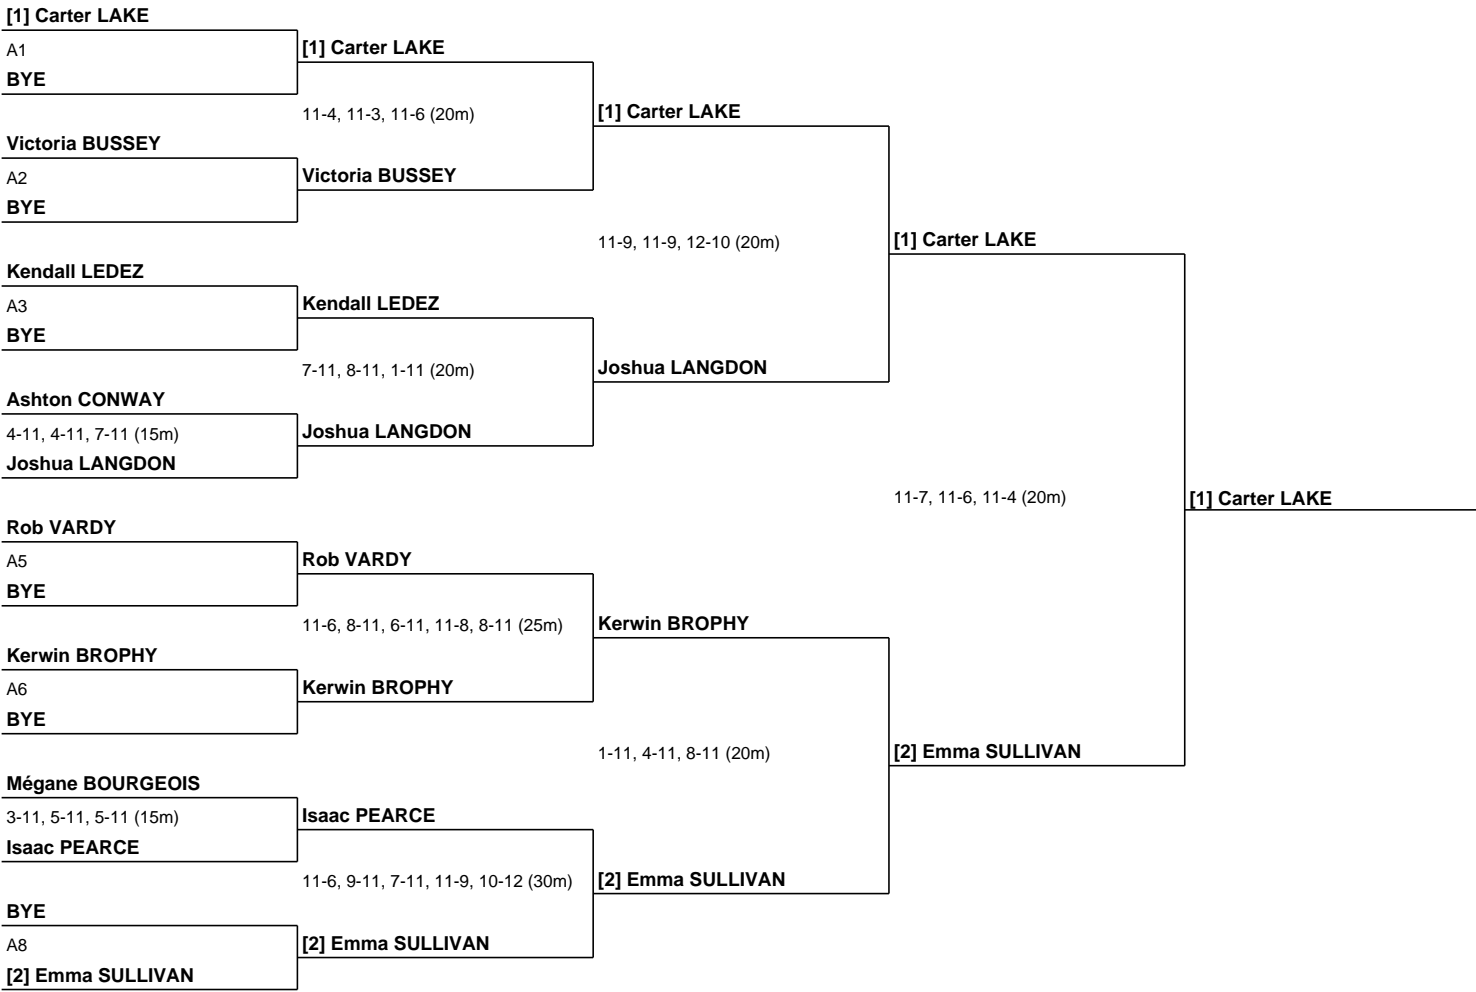 [1] Carter LAKE
A1
BYE
Victoria BUSSEY
A2
BYE
Kendall LEDEZ
A3
BYE
Ashton CONWAY
4-11, 4-11, 7-11 (15m)
Joshua LANGDON
Rob VARDY
A5
BYE
Kerwin BROPHY
A6
BYE
Mégane BOURGEOIS
3-11, 5-11, 5-11 (15m)
Isaac PEARCE
BYE
A8
[2] Emma SULLIVAN
[1] Carter LAKE
11-4, 11-3, 11-6 (20m)
Victoria BUSSEY
Kendall LEDEZ
7-11, 8-11, 1-11 (20m)
Joshua LANGDON
Rob VARDY
11-6, 8-11, 6-11, 11-8, 8-11 (25m)
Kerwin BROPHY
Isaac PEARCE
11-6, 9-11, 7-11, 11-9, 10-12 (30m)
[2] Emma SULLIVAN
[1] Carter LAKE
11-9, 11-9, 12-10 (20m)
Joshua LANGDON
Kerwin BROPHY
1-11, 4-11, 8-11 (20m)
[2] Emma SULLIVAN
[1] Carter LAKE
11-7, 11-6, 11-4 (20m)
[2] Emma SULLIVAN
[1] Carter LAKE